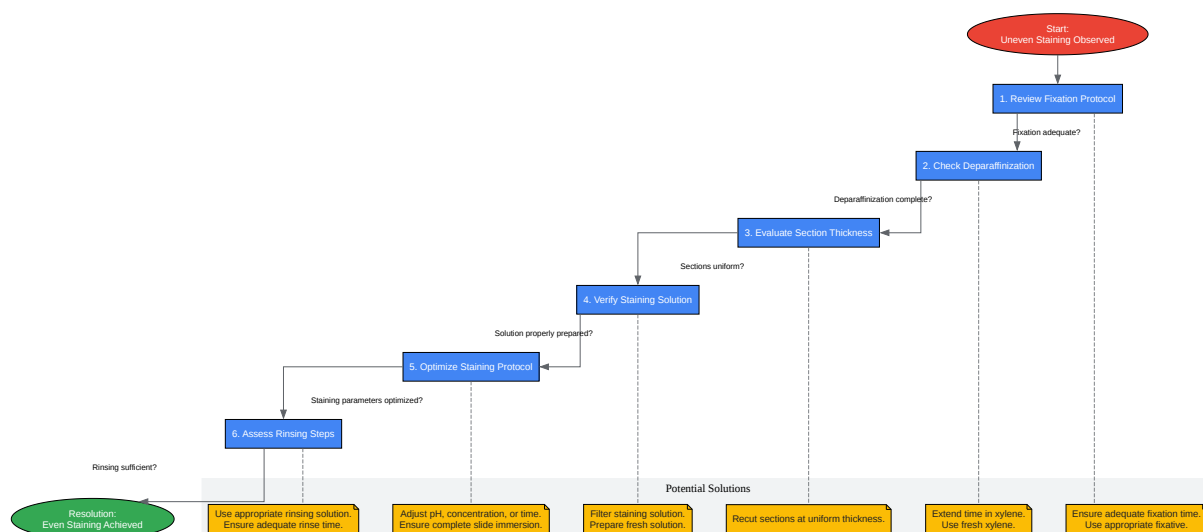 Start:
Uneven Staining Observed
1. Review Fixation Protocol
Fixation adequate?
2. Check Deparaffinization
Deparaffinization complete?
3. Evaluate Section Thickness
Sections uniform?
4. Verify Staining Solution
Solution properly prepared?
5. Optimize Staining Protocol
Staining parameters optimized?
6. Assess Rinsing Steps
Rinsing sufficient?
Potential Solutions
Resolution:
Even Staining Achieved
Use appropriate rinsing solution.
Ensure adequate rinse time.
Adjust pH, concentration, or time.
Ensure complete slide immersion.
Filter staining solution.
Prepare fresh solution.
Recut sections at uniform thickness.
Extend time in xylene.
Use fresh xylene.
Ensure adequate fixation time.
Use appropriate fixative.